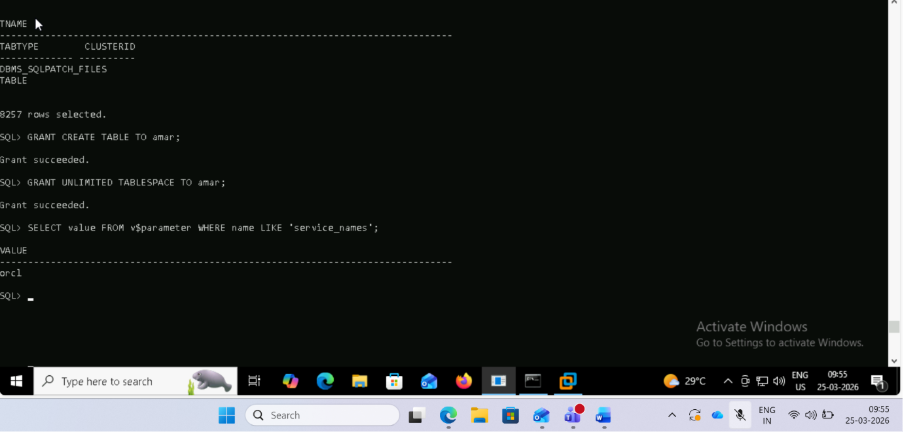 TNAME
--------------------------------------------------------------------------------
TABTYPE CLUSTERID
------------- ----------
DBMS_SQLPATCH_FILES
TABLE
8257 rows selected.
SQL> GRANT CREATE TABLE TO amar;
Grant succeeded.
SQL> GRANT UNLIMITED TABLESPACE TO amar;
Grant succeeded.
SQL> SELECT value FROM v$parameter WHERE name LIKE 'service_names';
VALUE
--------------------------------------------------------------------------------
orcl
SQL> _
Activate Windows
Go to Settings to activate Windows.
Type here to search
29°C
ENG
US
09:55
25-03-2026
1
Search
ENG
IN
09:55
25-03-2026